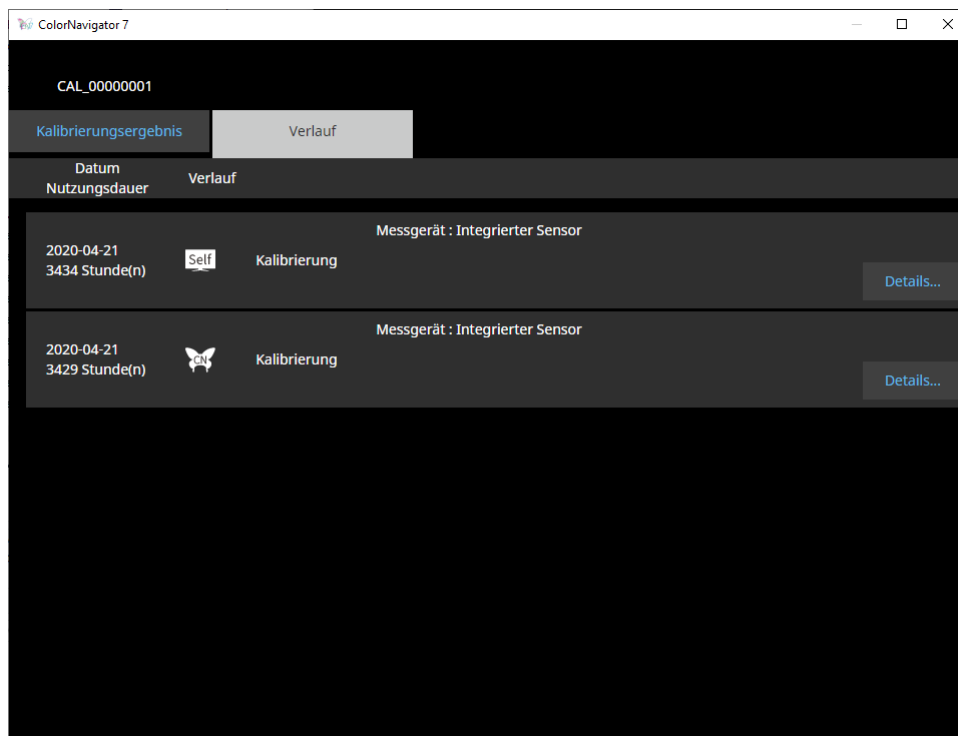 ColorNavigator 7
CAL_00000001
Kalibrierungsergebnis
Verlauf
Datum
Nutzungsdauer
Verlauf
Messgerät : Integrierter Sensor
2020-04-21
3434 Stunde(n)
Self
Kalibrierung
Details...
Messgerät : Integrierter Sensor
2020-04-21
3429 Stunde(n)
CN
Kalibrierung
Details...